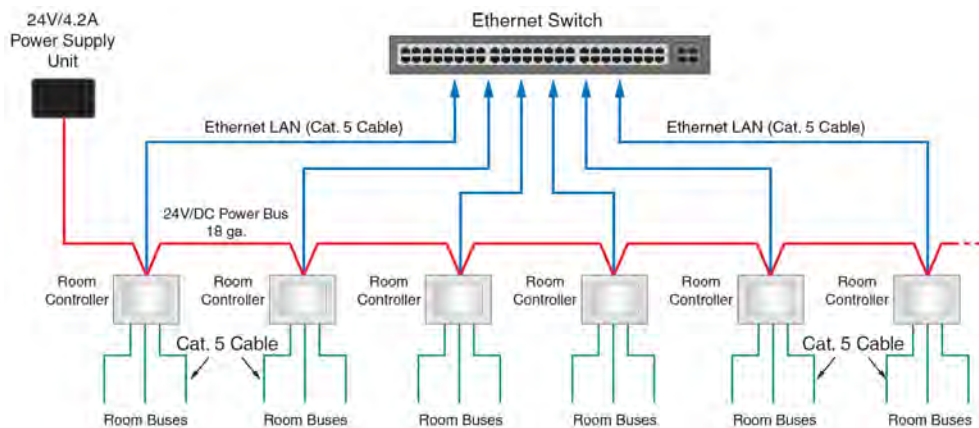 24V/4.2A
Power Supply
Unit
Ethernet Switch
Ethernet LAN (Cat. 5 Cable)
Ethernet LAN (Cat. 5 Cable)
24V/DC Power Bus
18 ga.
Room
Controller
Room
Controller
Room
Controller
Room
Controller
Room
Controller
Room
Controller
Cat. 5 Cable
Cat. 5 Cable
Room Buses
Room Buses
Room Buses
Room Buses
Room Buses
Room Buses